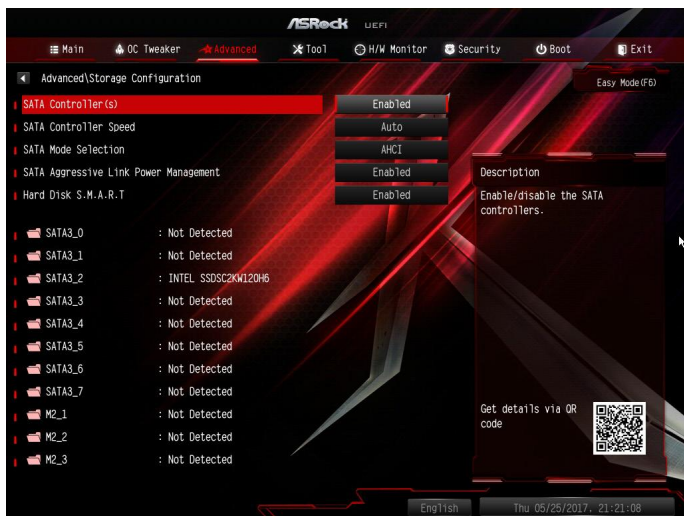 ASRock UEFI
Main OC Tweaker Advanced Tool H/W Monitor Security Boot Exit
Advanced\Storage Configuration
Easy Mode(F6)
SATA Controller(s) Enabled
SATA Controller Speed Auto
SATA Mode Selection AHCI
SATA Aggressive Link Power Management Enabled
Hard Disk S.M.A.R.T Enabled
SATA3_0 : Not Detected
SATA3_1 : Not Detected
SATA3_2 : INTEL SSDSC2KW120H6
SATA3_3 : Not Detected
SATA3_4 : Not Detected
SATA3_5 : Not Detected
SATA3_6 : Not Detected
SATA3_7 : Not Detected
M2_1 : Not Detected
M2_2 : Not Detected
M2_3 : Not Detected
Description
Enable/disable the SATA
controllers.
Get details via QR
code
English Thu 05/25/2017. 21:21:08